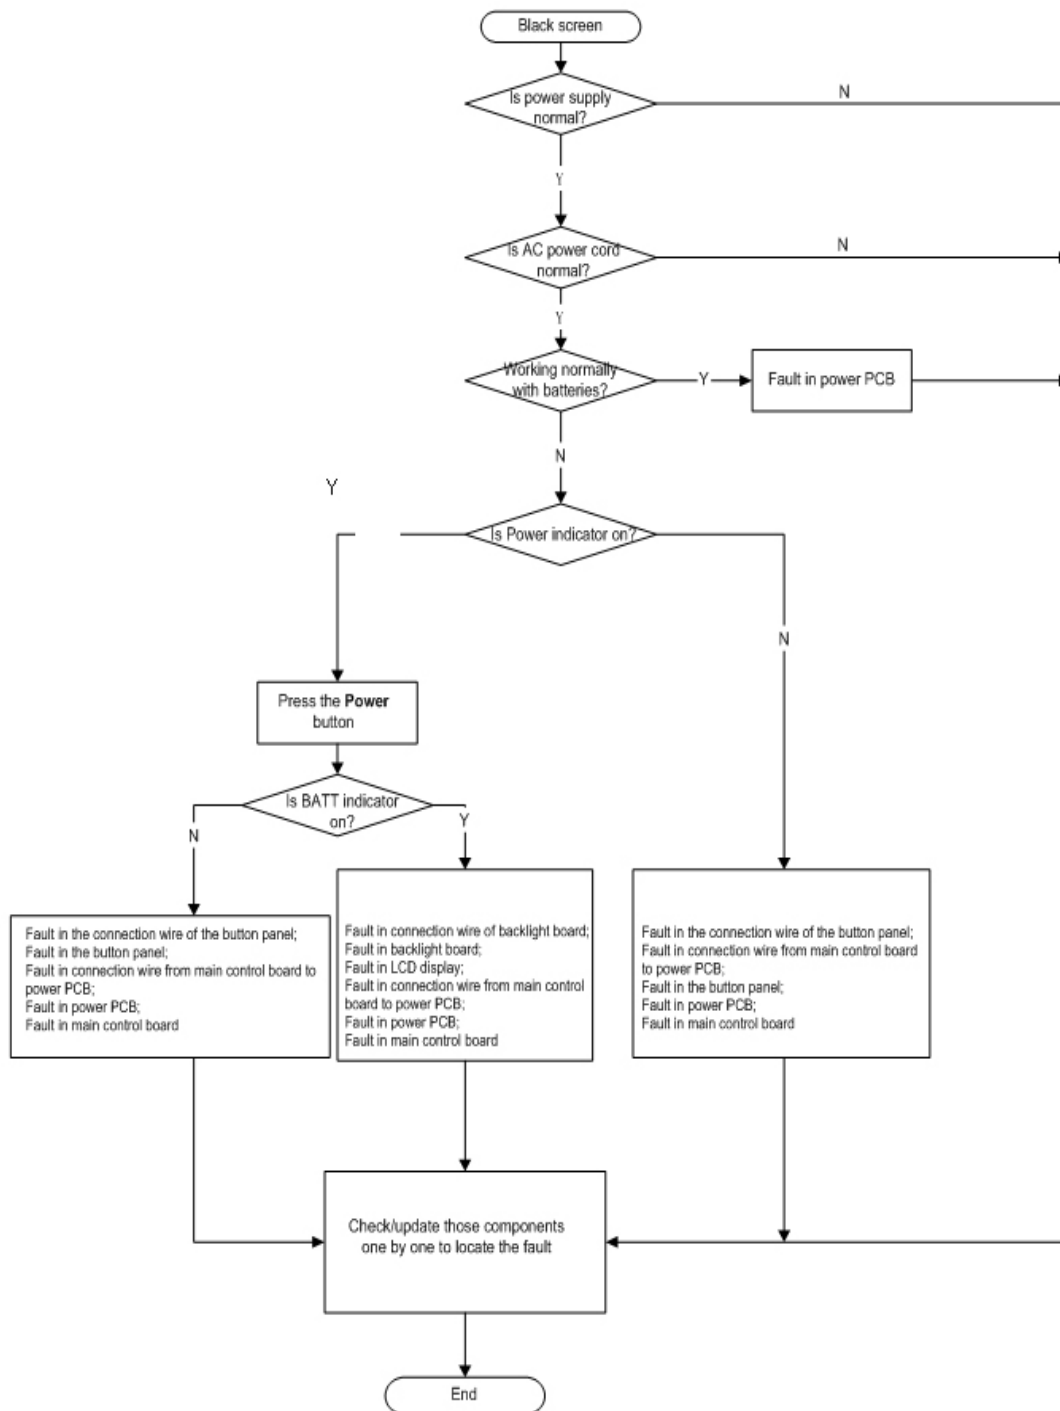 Black screen
Is power supply
normal?
N
Y
Is AC power cord
normal?
N
Y
Working normally
with batteries?
Y
Fault in power PCB
N
Y
Is Power indicator on?
N
Press the Power
button
Is BATT indicator
on?
N
Y
Fault in the connection wire of the button panel;
Fault in the button panel;
Fault in connection wire from main control board to
power PCB;
Fault in power PCB;
Fault in main control board
Fault in connection wire of backlight board;
Fault in backlight board;
Fault in LCD display;
Fault in connection wire from main control
board to power PCB;
Fault in power PCB;
Fault in main control board
Fault in the connection wire of the button panel;
Fault in connection wire from main control board
to power PCB;
Fault in the button panel;
Fault in power PCB;
Fault in main control board
Check/update those components
one by one to locate the fault
End